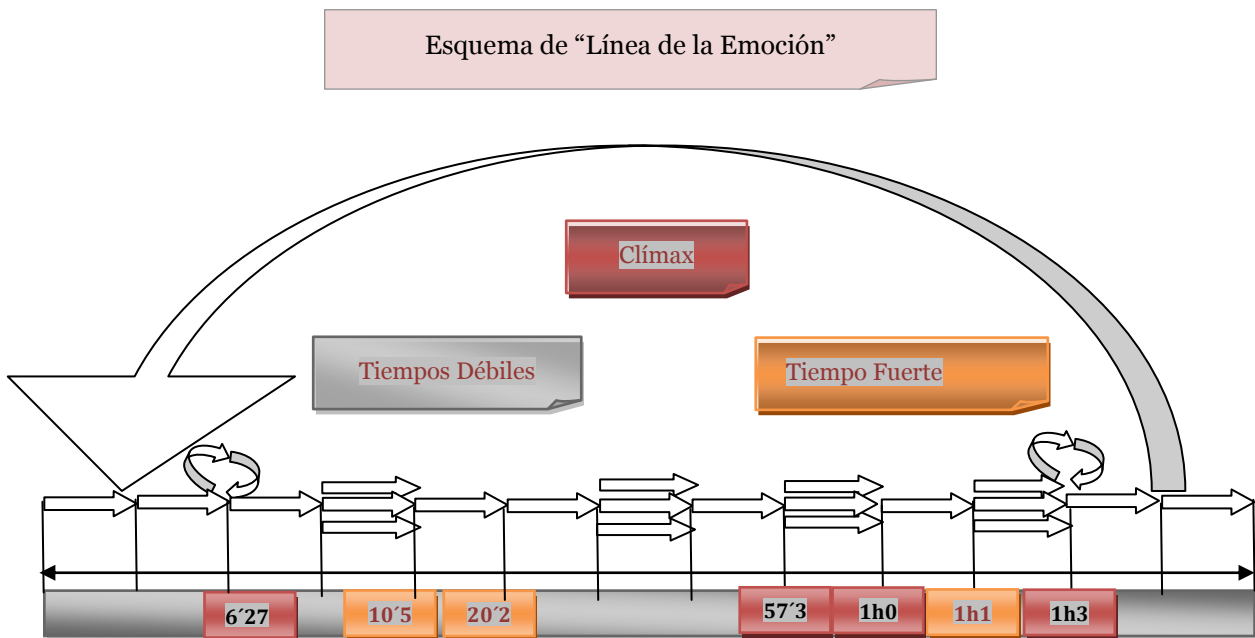 Esquema de “Línea de la Emoción”
Clímax
Tiempos Débiles
Tiempo Fuerte
6´27
10´5
20´2
57´3
1h0
1h1
1h3